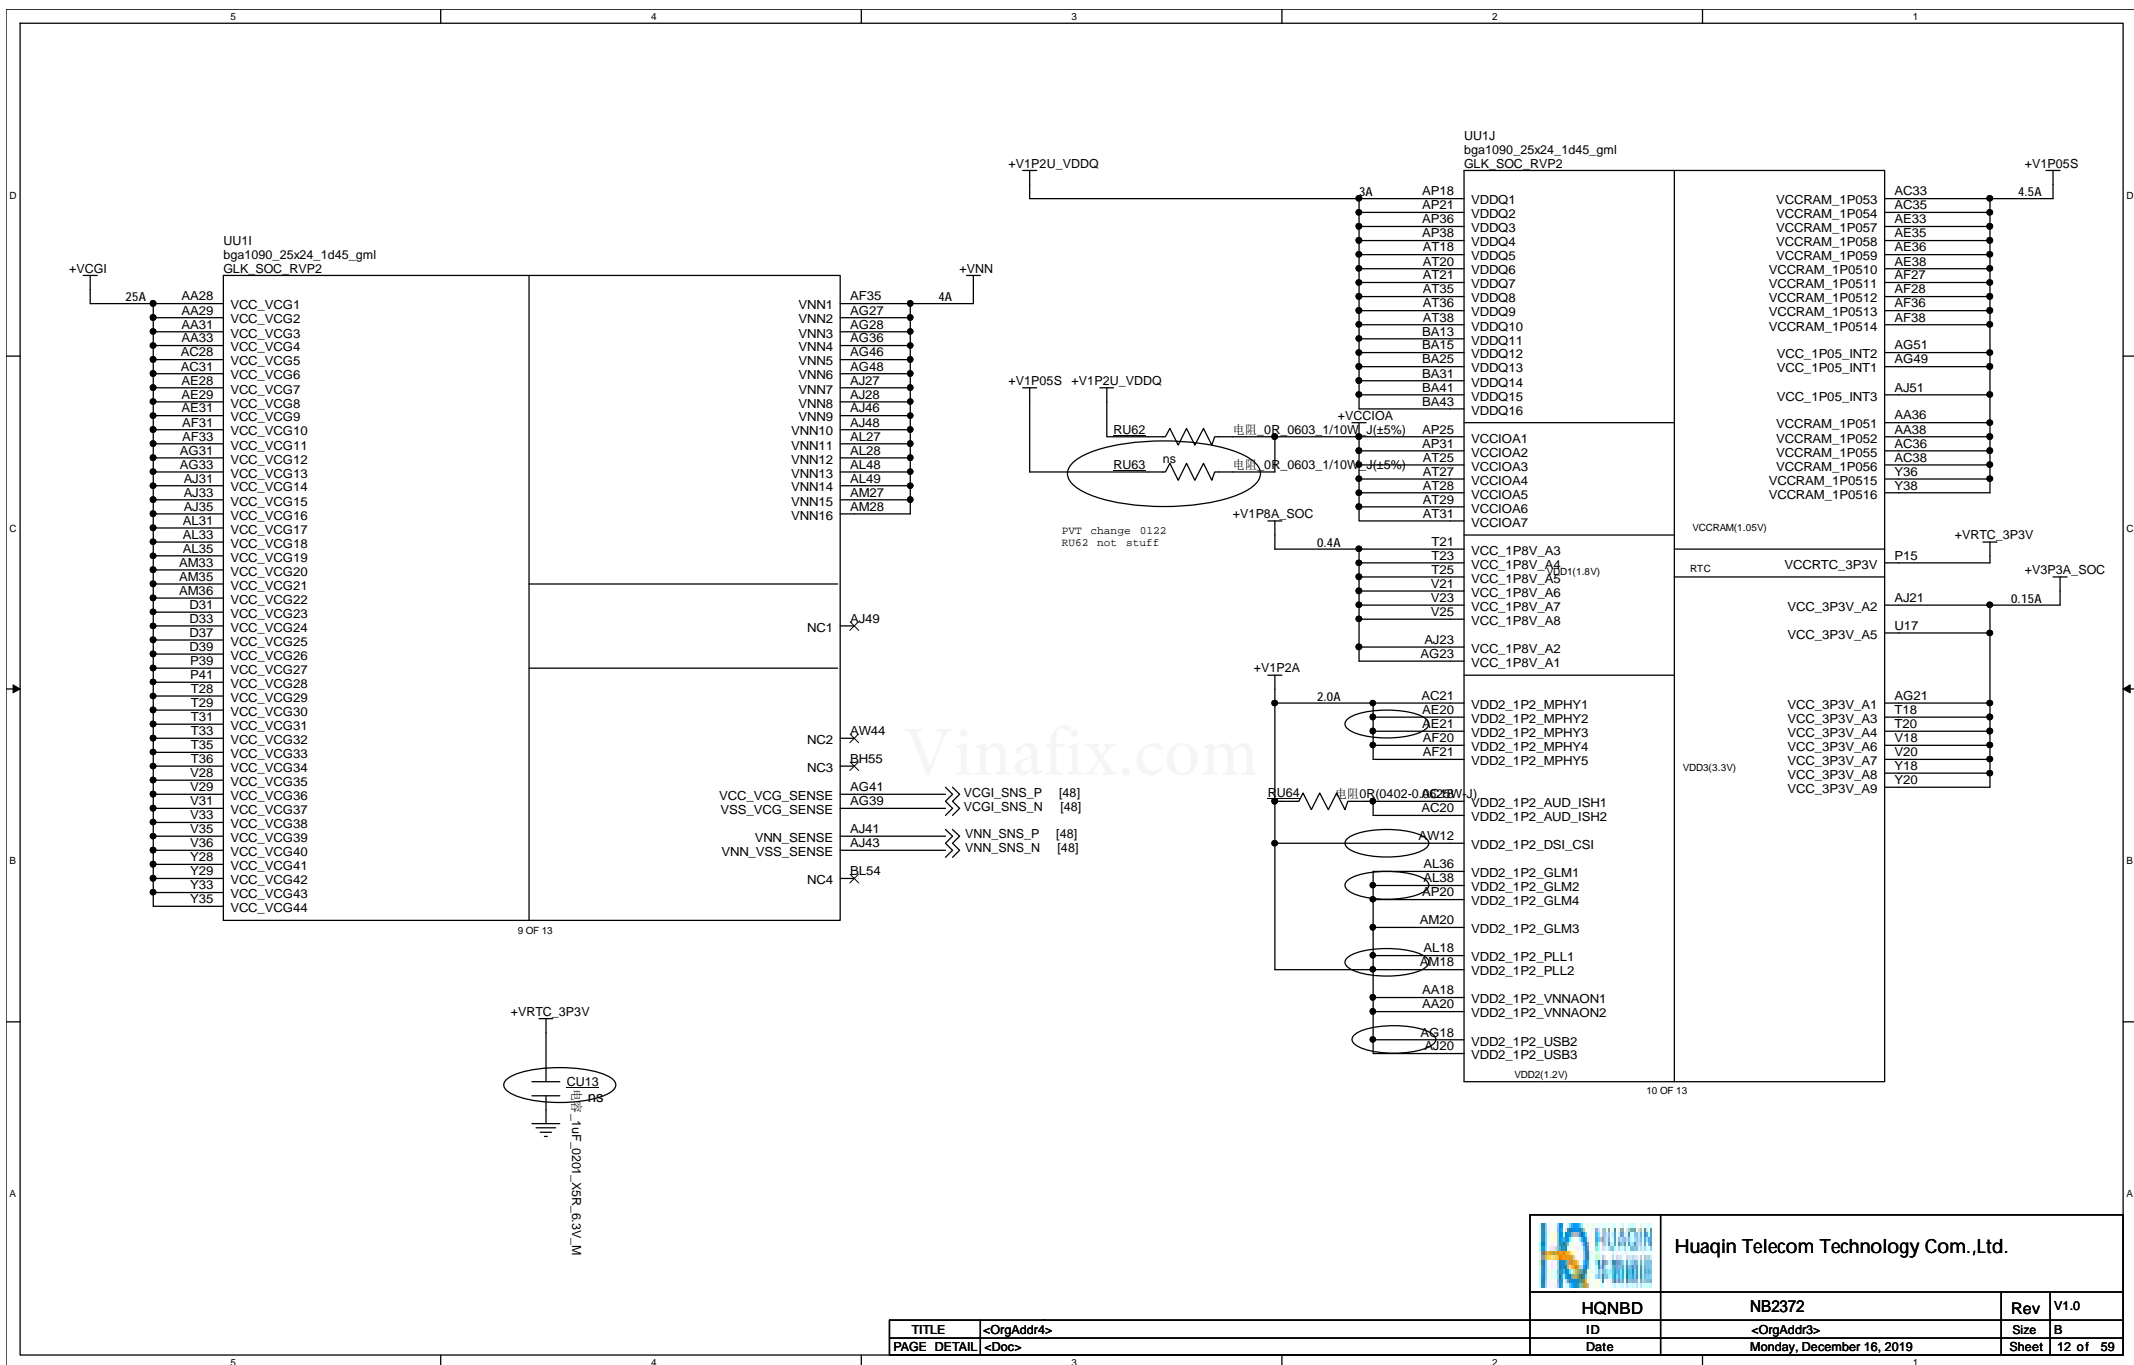 5 4 3 2 1
D
C
B
A
UU1I
bga1090_25x24_1d45_gml
GLK_SOC_RVP2
+VCGI
25A
+VNN
4A
AA28 VCC_VCG1
AA29 VCC_VCG2
AA31 VCC_VCG3
AA33 VCC_VCG4
AC28 VCC_VCG5
AC31 VCC_VCG6
AE28 VCC_VCG7
AE29 VCC_VCG8
AE31 VCC_VCG9
AF31 VCC_VCG10
AF33 VCC_VCG11
AG31 VCC_VCG12
AG33 VCC_VCG13
AJ31 VCC_VCG14
AJ33 VCC_VCG15
AJ35 VCC_VCG16
AL31 VCC_VCG17
AL33 VCC_VCG18
AL35 VCC_VCG19
AM33 VCC_VCG20
AM35 VCC_VCG21
AM36 VCC_VCG22
D31 VCC_VCG23
D33 VCC_VCG24
D37 VCC_VCG25
D39 VCC_VCG26
P39 VCC_VCG27
P41 VCC_VCG28
T28 VCC_VCG29
T29 VCC_VCG30
T31 VCC_VCG31
T33 VCC_VCG32
T35 VCC_VCG33
T36 VCC_VCG34
V28 VCC_VCG35
V29 VCC_VCG36
V31 VCC_VCG37
V33 VCC_VCG38
V35 VCC_VCG39
V36 VCC_VCG40
Y28 VCC_VCG41
Y29 VCC_VCG42
Y33 VCC_VCG43
Y35 VCC_VCG44
VNN1 AF35
VNN2 AG27
VNN3 AG28
VNN4 AG36
VNN5 AG46
VNN6 AG48
VNN7 AJ27
VNN8 AJ28
VNN9 AJ46
VNN10 AJ48
VNN11 AL27
VNN12 AL28
VNN13 AL48
VNN14 AL49
VNN15 AM27
VNN16 AM28
NC1 AJ49
NC2 AW44
NC3 BH55
VCC_VCG_SENSE AG41 VCGI_SNS_P [48]
VSS_VCG_SENSE AG39 VCGI_SNS_N [48]
VNN_SENSE AJ41 VNN_SNS_P [48]
VNN_VSS_SENSE AJ43 VNN_SNS_N [48]
NC4 BL54
9 OF 13
+VRTC_3P3V
CU13
ns
电容_1uF_0201_X5R_6.3V_M
Vinafix.com
UU1J
bga1090_25x24_1d45_gml
GLK_SOC_RVP2
+V1P2U_VDDQ
3A
AP18 VDDQ1
AP21 VDDQ2
AP36 VDDQ3
AP38 VDDQ4
AT18 VDDQ5
AT20 VDDQ6
AT21 VDDQ7
AT35 VDDQ8
AT36 VDDQ9
AT38 VDDQ10
BA13 VDDQ11
BA15 VDDQ12
BA25 VDDQ13
BA31 VDDQ14
BA41 VDDQ15
BA43 VDDQ16
+V1P05S +V1P2U_VDDQ
+VCCIOA
RU62 电阻_0R_0603_1/10W_J(±5%)
RU63 ns 电阻_0R_0603_1/10W_J(±5%)
PVT change 0122
RU62 not stuff
AP25 VCCIOA1
AP31 VCCIOA2
AT25 VCCIOA3
AT27 VCCIOA4
AT28 VCCIOA5
AT29 VCCIOA6
AT31 VCCIOA7
+V1P8A_SOC
0.4A
T21 VCC_1P8V_A3
T23 VCC_1P8V_A4
T25 VCC_1P8V_A5
V21 VCC_1P8V_A6
V23 VCC_1P8V_A7
V25 VCC_1P8V_A8
AJ23 VCC_1P8V_A2
AG23 VCC_1P8V_A1
VDD1(1.8V)
+V1P2A
2.0A
AC21 VDD2_1P2_MPHY1
AE20 VDD2_1P2_MPHY2
AE21 VDD2_1P2_MPHY3
AF20 VDD2_1P2_MPHY4
AF21 VDD2_1P2_MPHY5
RU64 电阻0R(0402-0.0625W-J)
AC18 VDD2_1P2_AUD_ISH1
AC20 VDD2_1P2_AUD_ISH2
AW12 VDD2_1P2_DSI_CSI
AL36 VDD2_1P2_GLM1
AL38 VDD2_1P2_GLM2
AP20 VDD2_1P2_GLM4
AM20 VDD2_1P2_GLM3
AL18 VDD2_1P2_PLL1
AM18 VDD2_1P2_PLL2
AA18 VDD2_1P2_VNNAON1
AA20 VDD2_1P2_VNNAON2
AG18 VDD2_1P2_USB2
AJ20 VDD2_1P2_USB3
VDD2(1.2V)
+V1P05S
4.5A
VCCRAM_1P053 AC33
VCCRAM_1P054 AC35
VCCRAM_1P057 AE33
VCCRAM_1P058 AE35
VCCRAM_1P059 AE36
VCCRAM_1P0510 AE38
VCCRAM_1P0511 AF27
VCCRAM_1P0512 AF28
VCCRAM_1P0513 AF36
VCCRAM_1P0514 AF38
VCC_1P05_INT2 AG51
VCC_1P05_INT1 AG49
VCC_1P05_INT3 AJ51
VCCRAM_1P051 AA36
VCCRAM_1P052 AA38
VCCRAM_1P055 AC36
VCCRAM_1P056 AC38
VCCRAM_1P0515 Y36
VCCRAM_1P0516 Y38
VCCRAM(1.05V)
+VRTC_3P3V
RTC VCCRTC_3P3V P15
+V3P3A_SOC
0.15A
VCC_3P3V_A2 AJ21
VCC_3P3V_A5 U17
VCC_3P3V_A1 AG21
VCC_3P3V_A3 T18
VCC_3P3V_A4 T20
VCC_3P3V_A6 V18
VCC_3P3V_A7 V20
VCC_3P3V_A8 Y18
VCC_3P3V_A9 Y20
VDD3(3.3V)
10 OF 13
HQ HUAQIN
Huaqin Telecom Technology Com.,Ltd.
HQNBD NB2372 Rev V1.0
TITLE <OrgAddr4> ID <OrgAddr3> Size B
PAGE DETAIL <Doc> Date Monday, December 16, 2019 Sheet 12 of 59
D
C
B
A
5 4 3 2 1